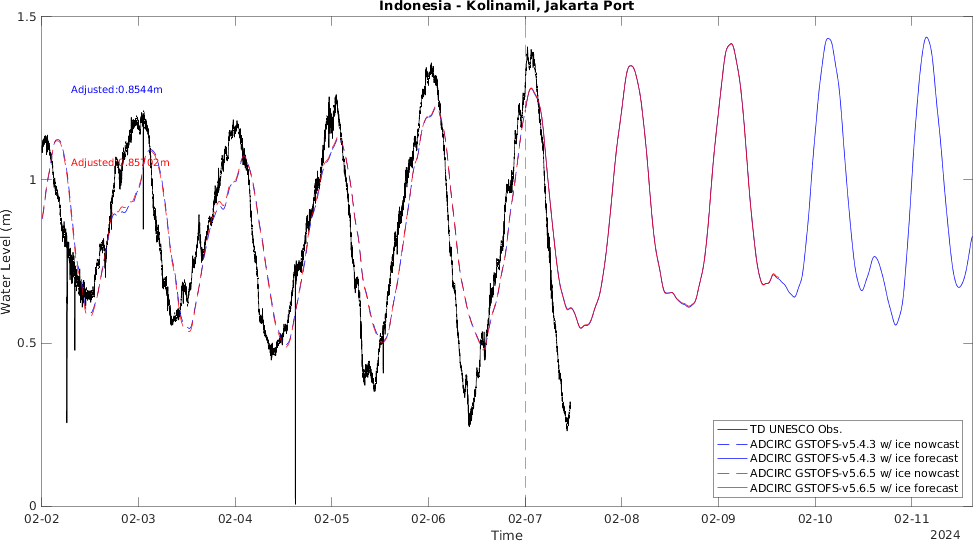 Indonesia - Kolinamil, Jakarta Port
1.5
1
0.5
0
Water Level (m)
Adjusted:0.8544m
Adjusted:0.85702m
TD UNESCO Obs.
ADCIRC GSTOFS-v5.4.3 w/ ice nowcast
ADCIRC GSTOFS-v5.4.3 w/ ice forecast
ADCIRC GSTOFS-v5.6.5 w/ ice nowcast
ADCIRC GSTOFS-v5.6.5 w/ ice forecast
02-02 02-03 02-04 02-05 02-06 02-07 02-08 02-09 02-10 02-11
Time
2024